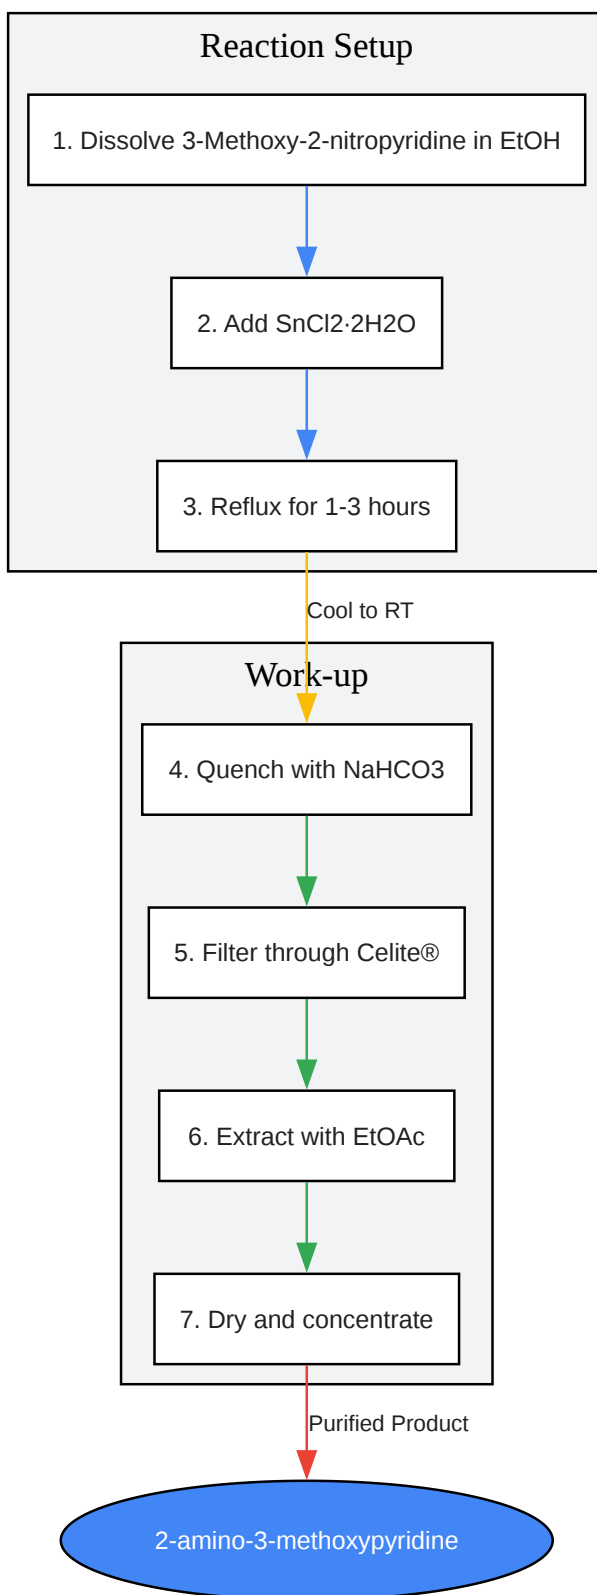 Reaction Setup
1. Dissolve 3-Methoxy-2-nitropyridine in EtOH
2. Add SnCl2·2H2O
3. Reflux for 1-3 hours
Cool to RT
Work-up
4. Quench with NaHCO3
5. Filter through Celite®
6. Extract with EtOAc
7. Dry and concentrate
Purified Product
2-amino-3-methoxypyridine